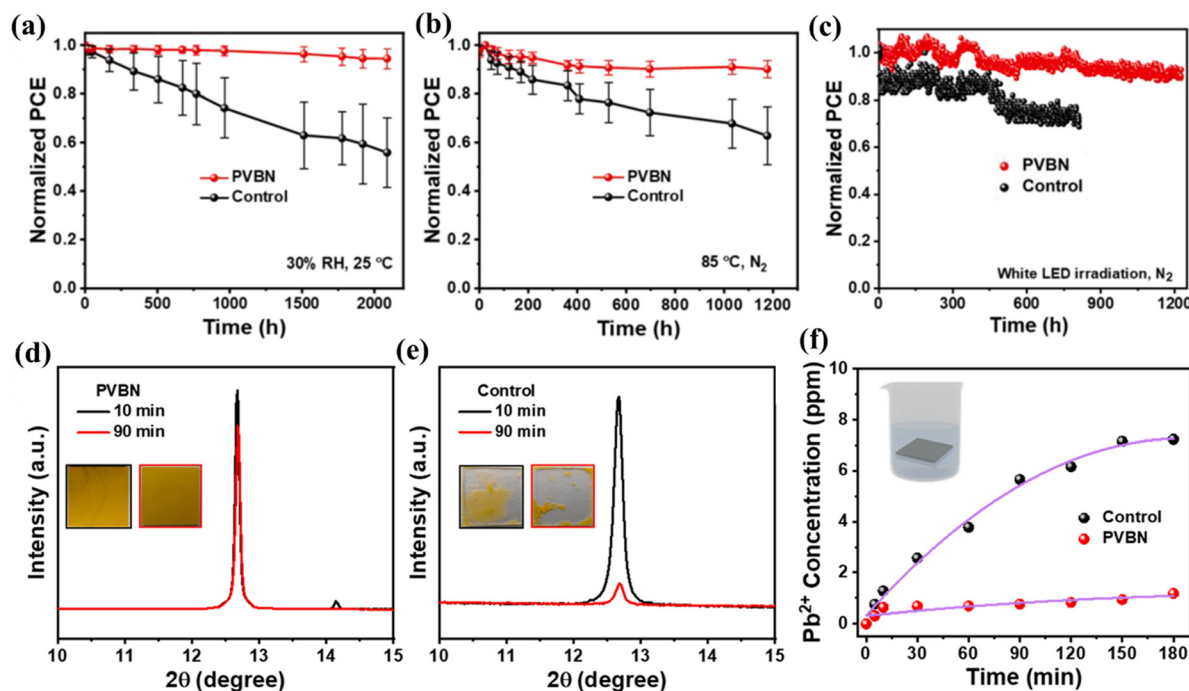 (a)
Normalized PCE
1.0
0.8
0.6
0.4
0.2
0.0
PVBN
Control
30% RH, 25 °C
0 500 1000 1500 2000
Time (h)
(b)
Normalized PCE
1.0
0.8
0.6
0.4
0.2
0.0
PVBN
Control
85 °C, N₂
0 200 400 600 800 1000 1200
Time (h)
(c)
Normalized PCE
1.00
0.80
0.60
0.40
0.20
0.00
PVBN
Control
White LED irradiation, N₂
0 300 600 900 1200
Time (h)
(d)
Intensity (a.u.)
PVBN
10 min
90 min
10 11 12 13 14 15
2θ (degree)
(e)
Intensity (a.u.)
Control
10 min
90 min
10 11 12 13 14 15
2θ (degree)
(f)
Pb²⁺ Concentration (ppm)
10
8
6
4
2
0
Control
PVBN
0 30 60 90 120 150 180
Time (min)